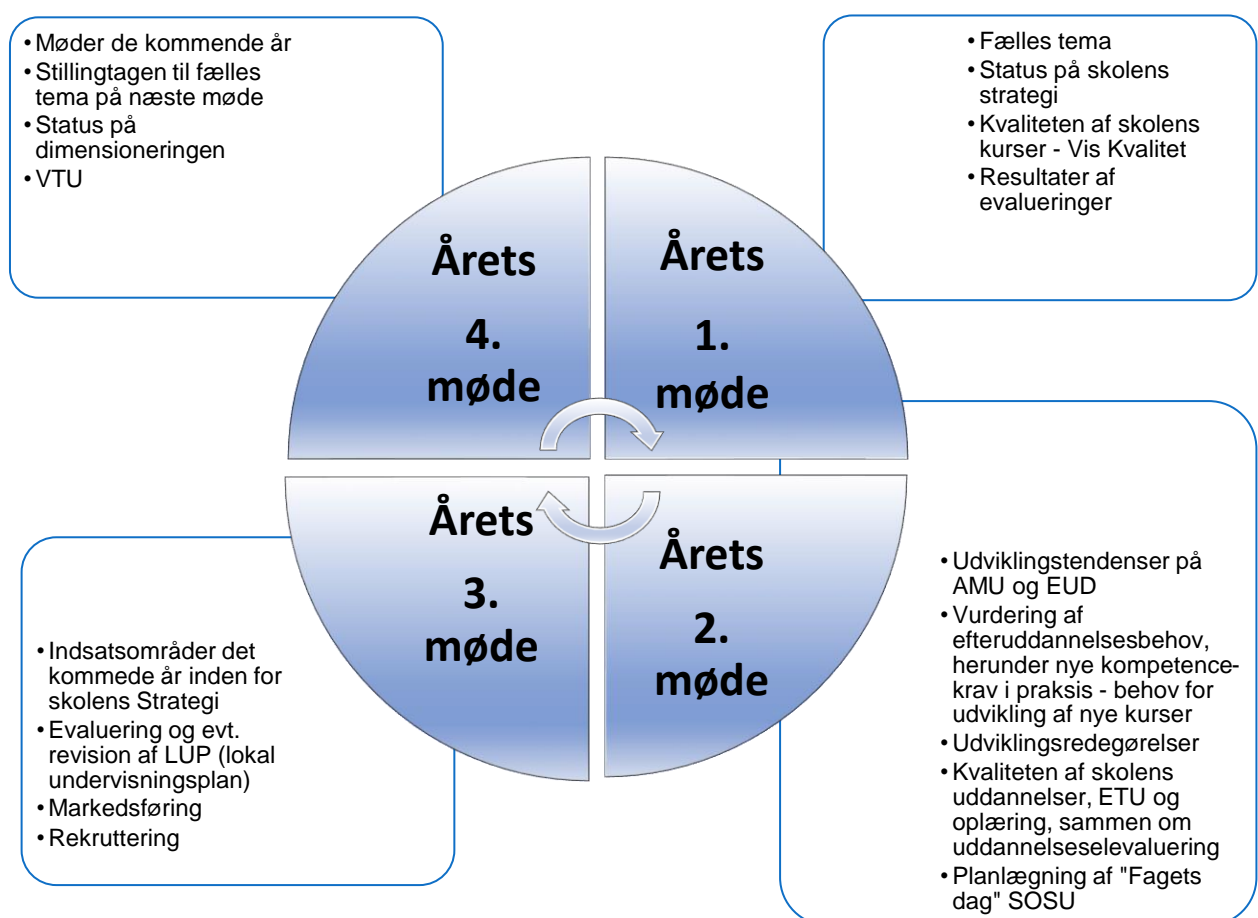 • Møder de kommende år
• Stillingtagen til fælles
tema på næste møde
• Status på
dimensioneringen
• VTU
• Fælles tema
• Status på skolens
strategi
• Kvaliteten af skolens
kurser - Vis Kvalitet
• Resultater af
evalueringer
Årets
4.
møde
Årets
1.
møde
Årets
3.
møde
Årets
2.
møde
• Indsatsområder det
kommede år inden for
skolens Strategi
• Evaluering og evt.
revision af LUP (lokal
undervisningsplan)
• Markedsføring
• Rekruttering
• Udviklingstendenser på
AMU og EUD
• Vurdering af
efteruddannelsesbehov,
herunder nye kompetence-
krav i praksis - behov for
udvikling af nye kurser
• Udviklingsredegørelser
• Kvaliteten af skolens
uddannelser, ETU og
oplæring, sammen om
uddannelseselevaluering
• Planlægning af "Fagets
dag" SOSU